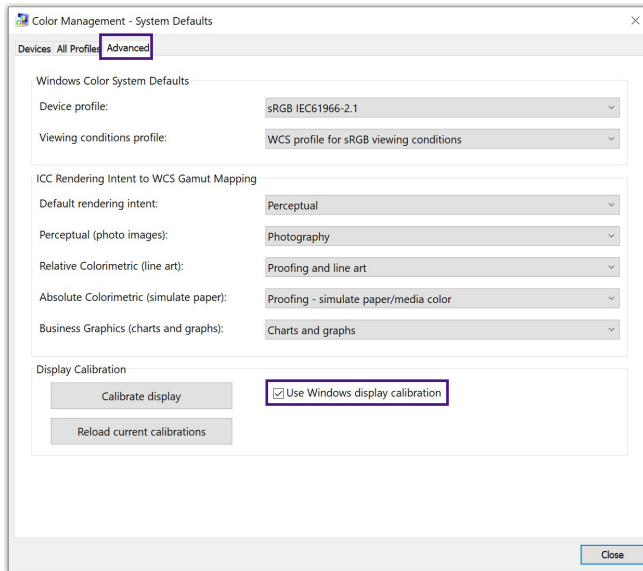 Color Management - System Defaults
Devices All Profiles Advanced
Windows Color System Defaults
Device profile: sRGB IEC61966-2.1
Viewing conditions profile: WCS profile for sRGB viewing conditions
ICC Rendering Intent to WCS Gamut Mapping
Default rendering intent: Perceptual
Perceptual (photo images): Photography
Relative Colorimetric (line art): Proofing and line art
Absolute Colorimetric (simulate paper): Proofing - simulate paper/media color
Business Graphics (charts and graphs): Charts and graphs
Display Calibration
Calibrate display Use Windows display calibration
Reload current calibrations
Close